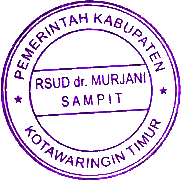 PEMERINTAH KABUPATEN
RSUD dr. MURJANI
SAMPIT
KOTAWARINGIN TIMUR